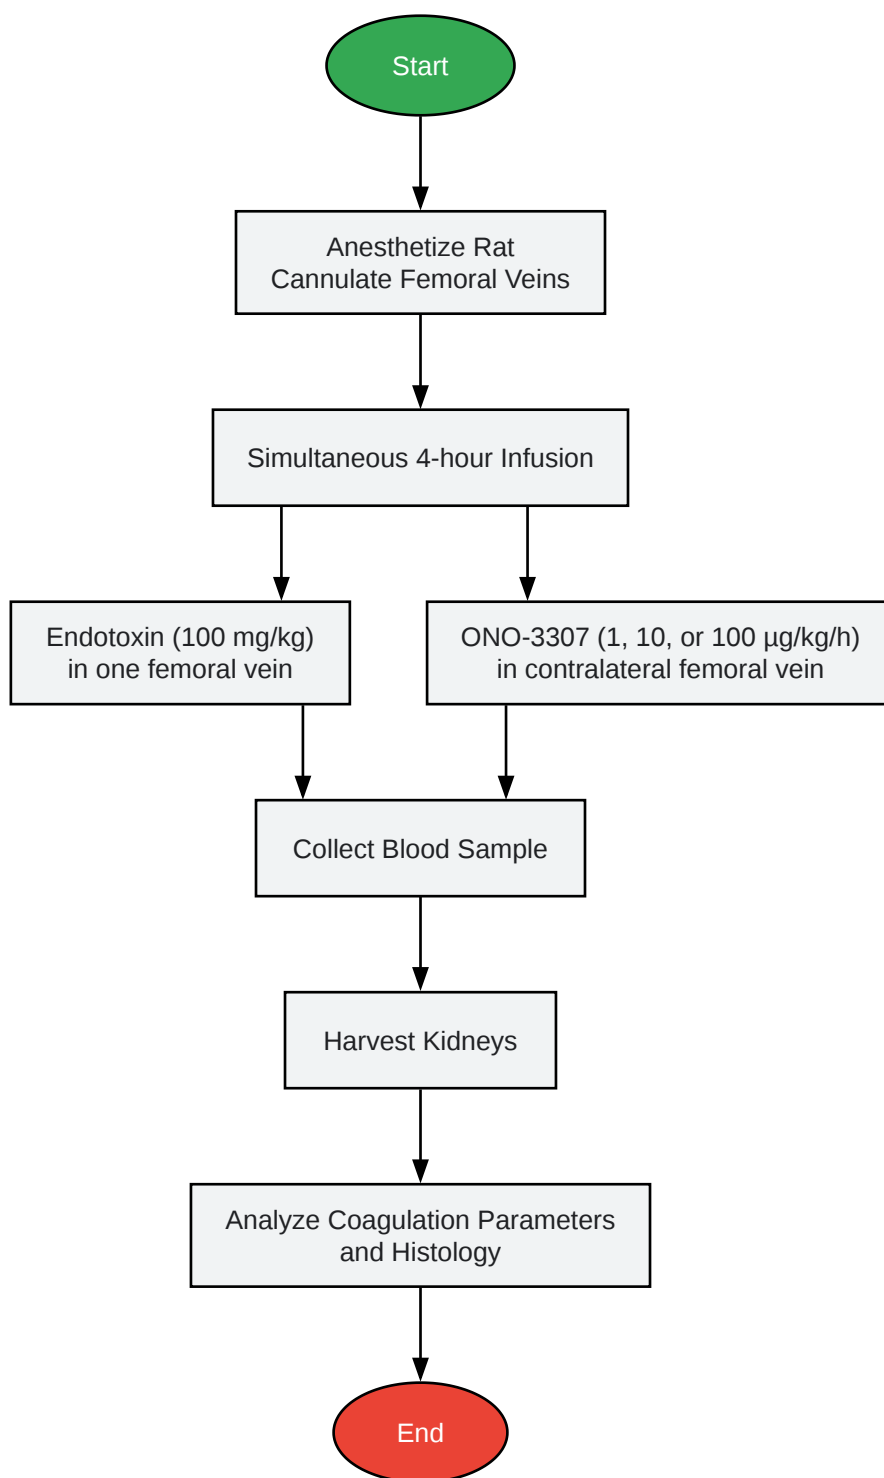 Start
Anesthetize Rat
Cannulate Femoral Veins
Simultaneous 4-hour Infusion
Endotoxin (100 mg/kg)
in one femoral vein
ONO-3307 (1, 10, or 100 µg/kg/h)
in contralateral femoral vein
Collect Blood Sample
Harvest Kidneys
Analyze Coagulation Parameters
and Histology
End